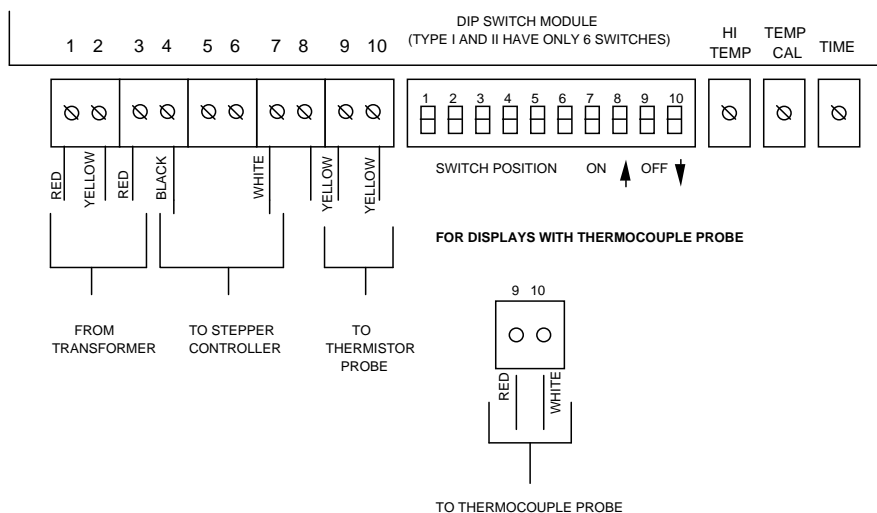 DIP SWITCH MODULE
(TYPE I AND II HAVE ONLY 6 SWITCHES)
HI
TEMP
TEMP
CAL
TIME
1 2 3 4 5 6 7 8 9 10
1 2 3 4 5 6 7 8 9 10
RED
YELLOW
RED
BLACK
WHITE
YELLOW
YELLOW
SWITCH POSITION ON OFF
FOR DISPLAYS WITH THERMOCOUPLE PROBE
FROM
TRANSFORMER
TO STEPPER
CONTROLLER
TO
THERMISTOR
PROBE
9 10
RED
WHITE
TO THERMOCOUPLE PROBE